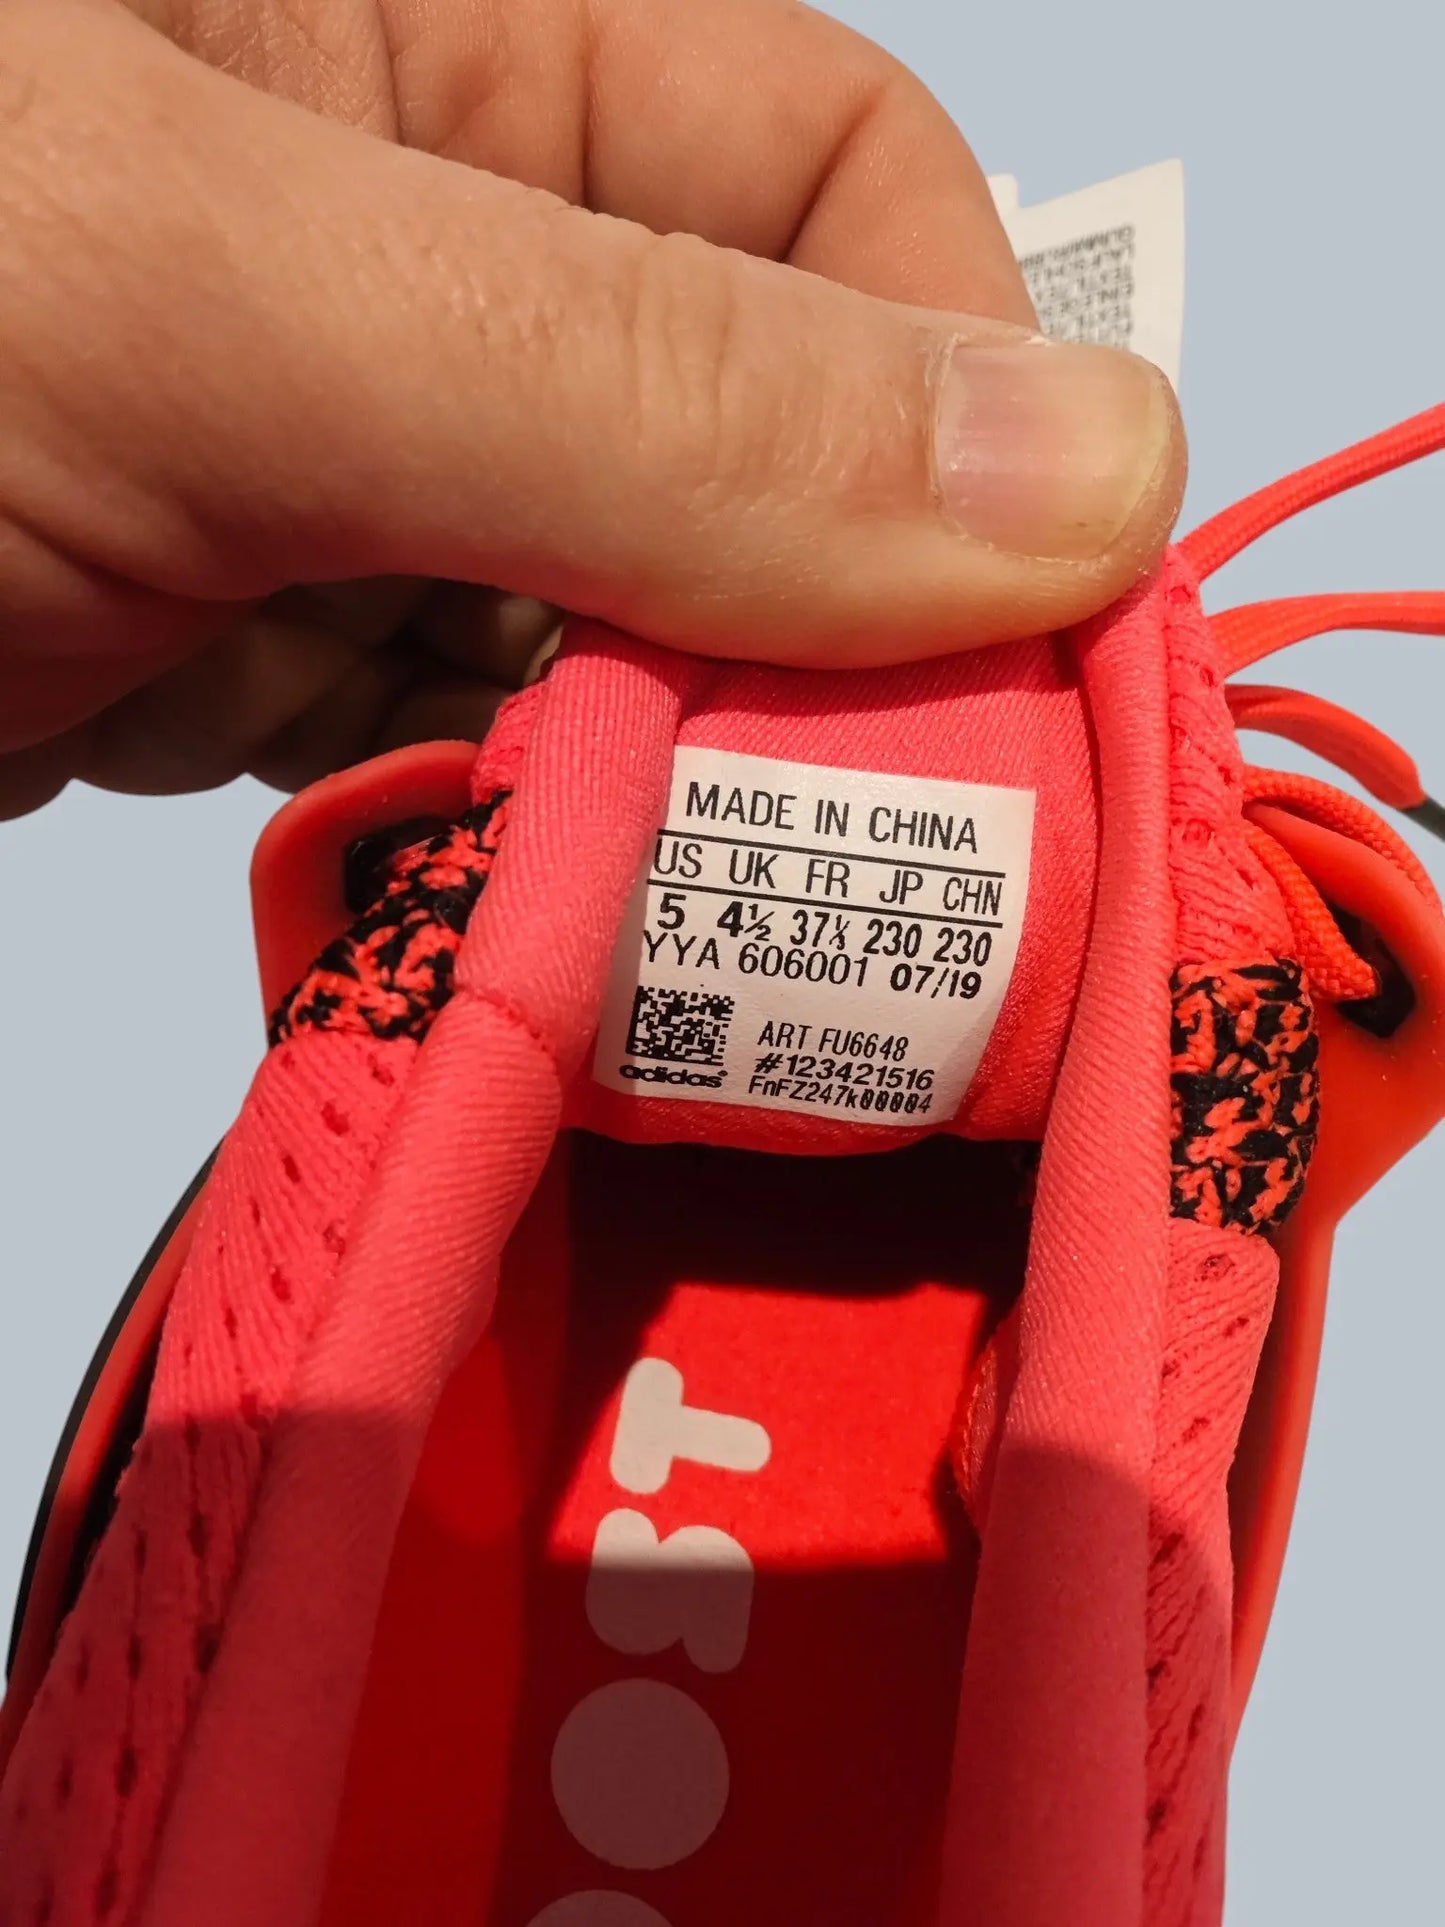 MADE IN CHINA
US UK FR JP CHN
5 4½ 37⅓ 230 230
YYA 606001 07/19
ART FU6648
#123421516
FnFZ247k00004
adidas
OST